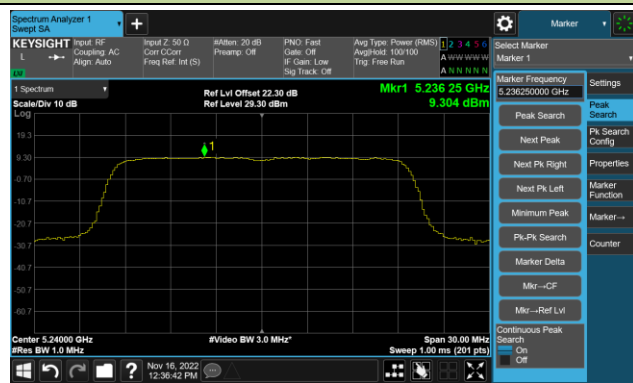 Spectrum Analyzer 1
Swept SA
Marker
KEYSIGHT
Input: RF
Input Z: 50 Ω
#Atten: 20 dB
PNO: Fast
Avg Type: Power (RMS)
1 2 3 4 5 6
L
Coupling: AC
Corr CCorr
Preamp: Off
Gate: Off
Avg|Hold: 100/100
A W W W W W
Align: Auto
Freq Ref: Int (S)
IF Gain: Low
Trig: Free Run
Sig Track: Off
A N N N N N
LXI
Select Marker
Marker 1
1 Spectrum
Scale/Div 10 dB
Log
Ref Lvl Offset 22.30 dB
Ref Level 29.30 dBm
Mkr1 5.236 25 GHz
9.304 dBm
1
19.3
9.30
-0.70
-10.7
-20.7
-30.7
-40.7
-50.7
-60.7
Center 5.24000 GHz
#Video BW 3.0 MHz*
Span 30.00 MHz
#Res BW 1.0 MHz
Sweep 1.00 ms (201 pts)
Marker Frequency
5.236250000 GHz
Peak Search
Next Peak
Next Pk Right
Next Pk Left
Minimum Peak
Pk-Pk Search
Marker Delta
Mkr→CF
Mkr→Ref Lvl
Continuous Peak
Search
On
Off
Settings
Peak
Search
Pk Search
Config
Properties
Marker
Function
Marker→
Counter
?
Nov 16, 2022
12:36:42 PM